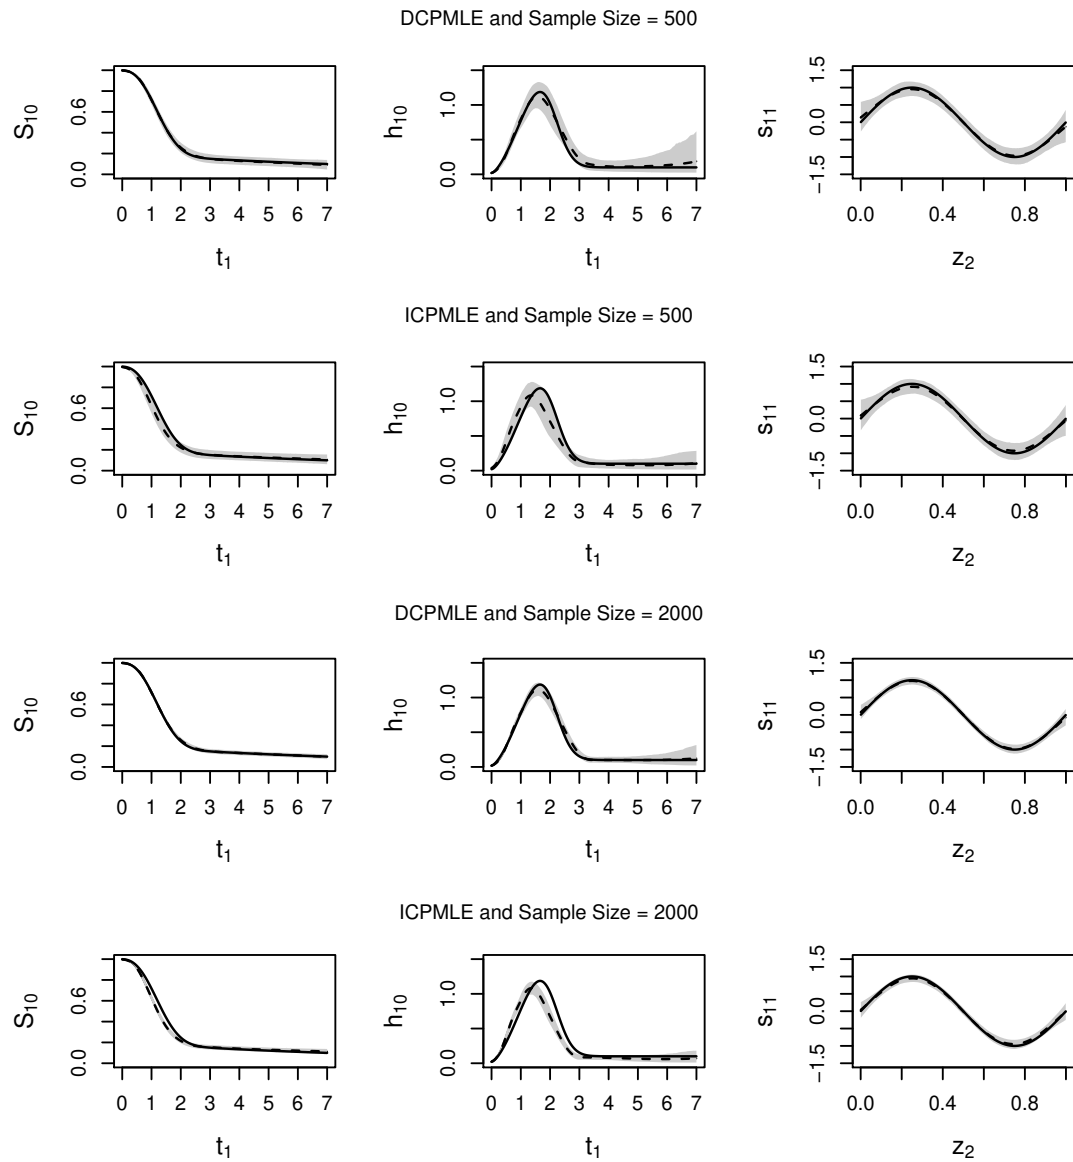 DCPMLE and Sample Size = 500
S10
0.0 0.6
0 1 2 3 4 5 6 7
t1
h10
0.0 1.0
0 1 2 3 4 5 6 7
t1
s11
−1.5 0.0 1.5
0.0 0.4 0.8
z2
ICPMLE and Sample Size = 500
S10
0.0 0.6
0 1 2 3 4 5 6 7
t1
h10
0.0 1.0
0 1 2 3 4 5 6 7
t1
s11
−1.5 0.0 1.5
0.0 0.4 0.8
z2
DCPMLE and Sample Size = 2000
S10
0.0 0.6
0 1 2 3 4 5 6 7
t1
h10
0.0 1.0
0 1 2 3 4 5 6 7
t1
s11
−1.5 0.0 1.5
0.0 0.4 0.8
z2
ICPMLE and Sample Size = 2000
S10
0.0 0.6
0 1 2 3 4 5 6 7
t1
h10
0.0 1.0
0 1 2 3 4 5 6 7
t1
s11
−1.5 0.0 1.5
0.0 0.4 0.8
z2